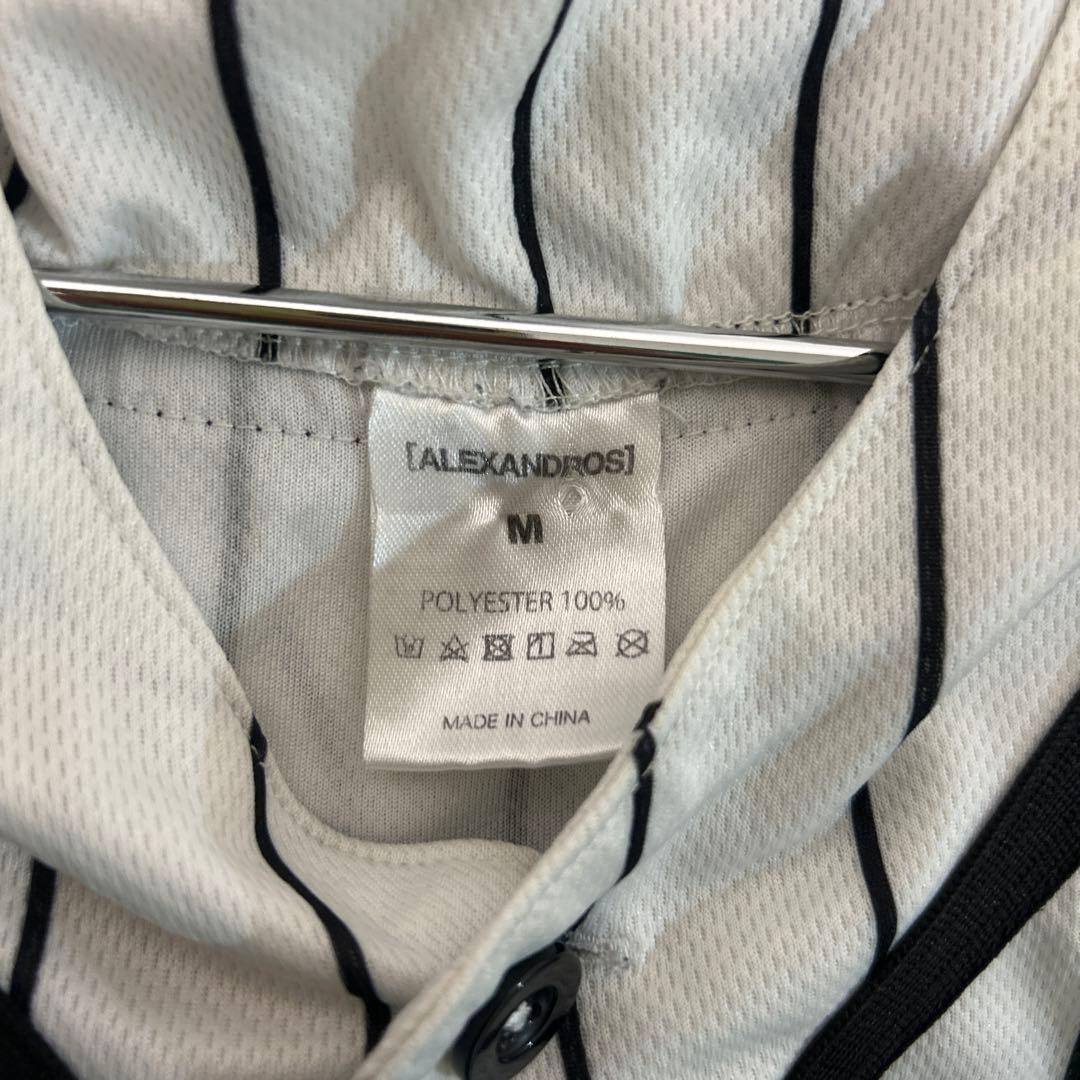 [ALEXANDROS]
M
POLYESTER 100%
MADE IN CHINA